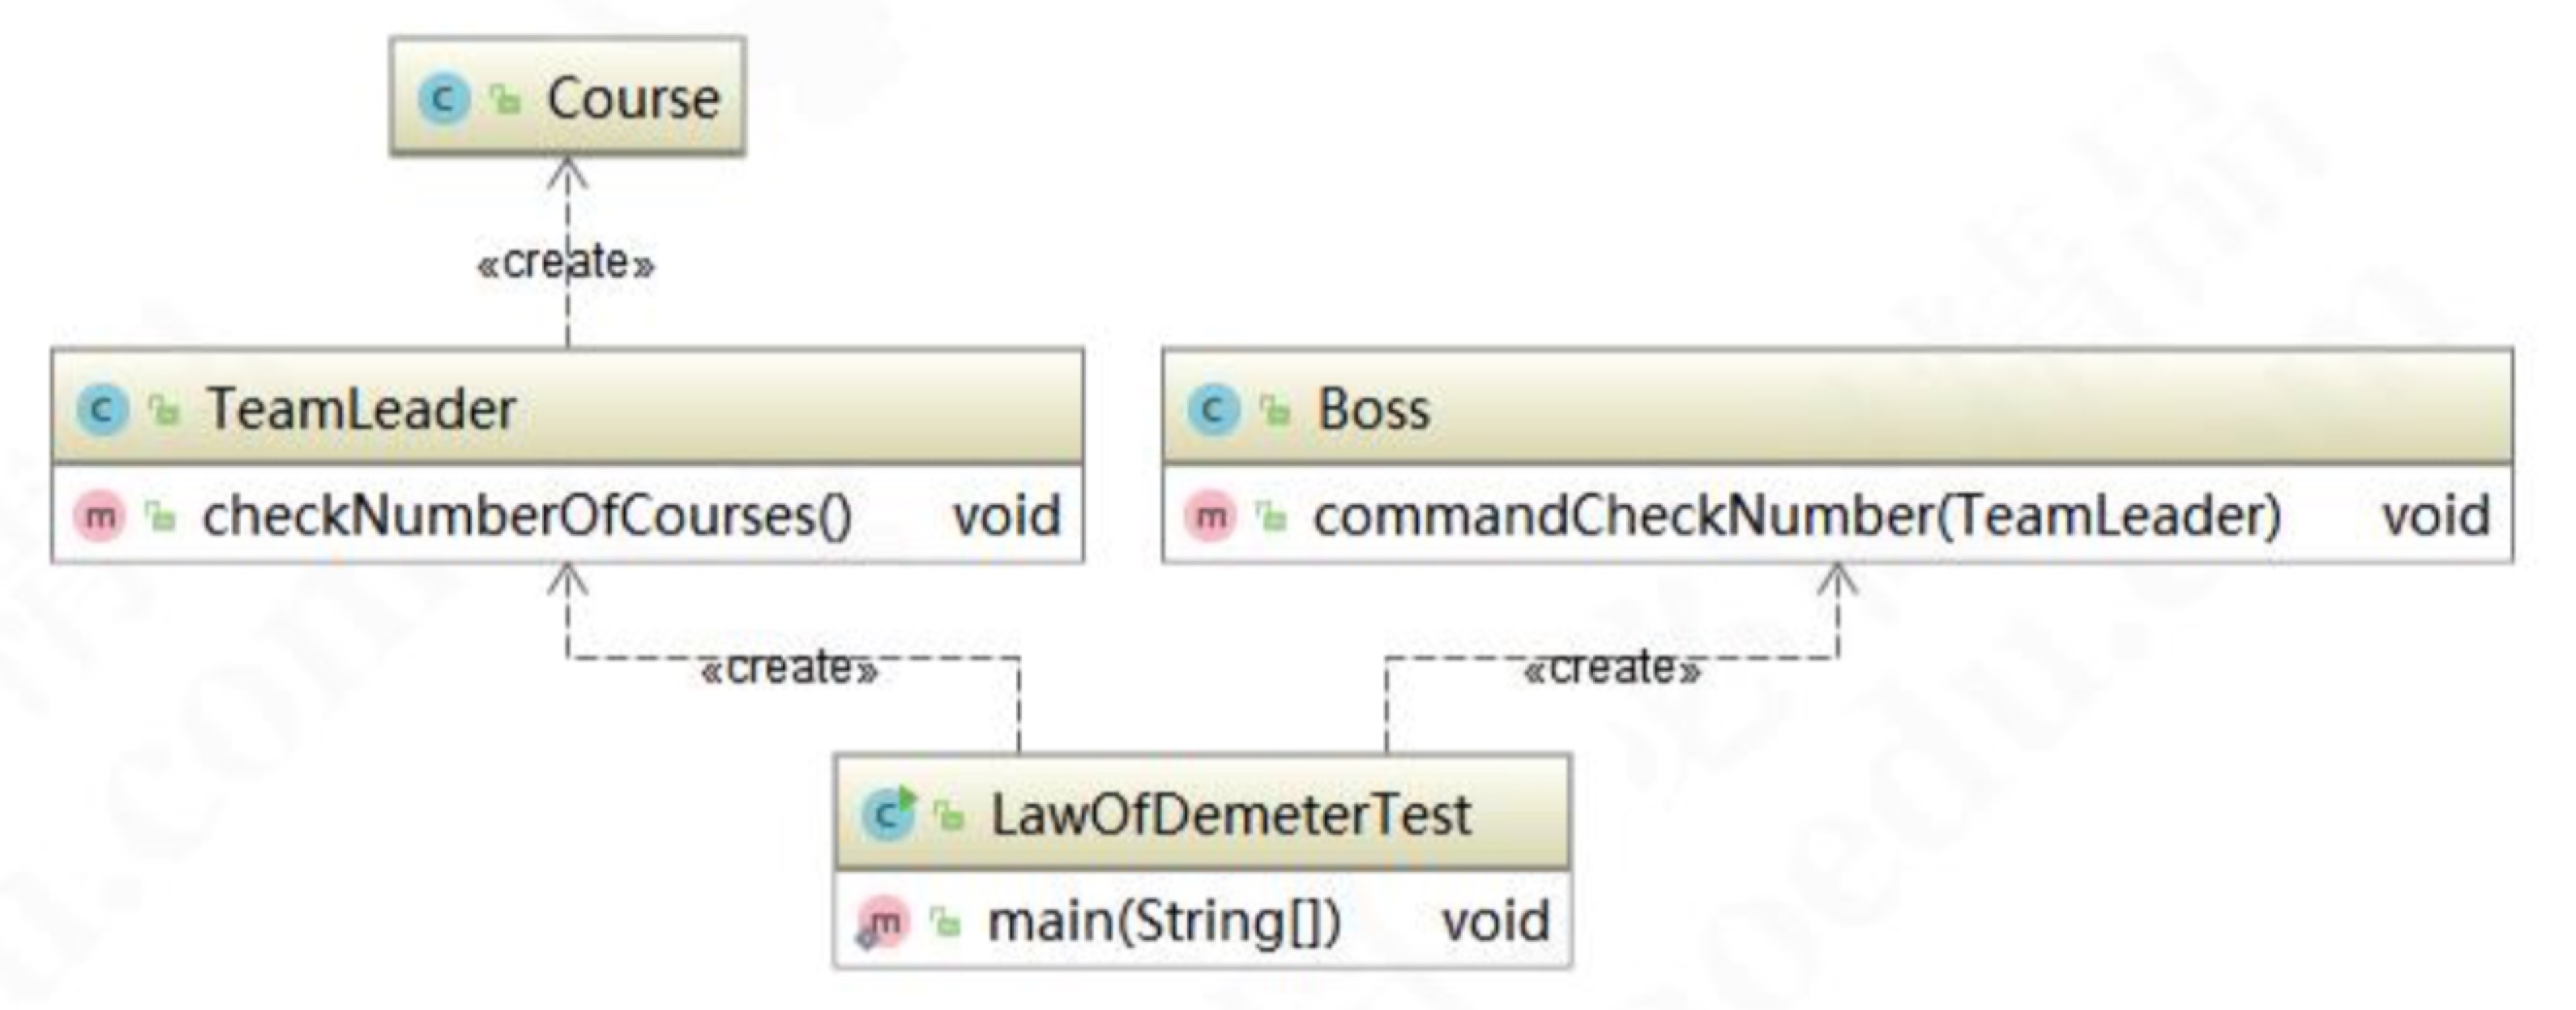 Course
«create»
TeamLeader
checkNumberOfCourses() void
Boss
commandCheckNumber(TeamLeader) void
«create»
«create»
LawOfDemeterTest
main(String[]) void